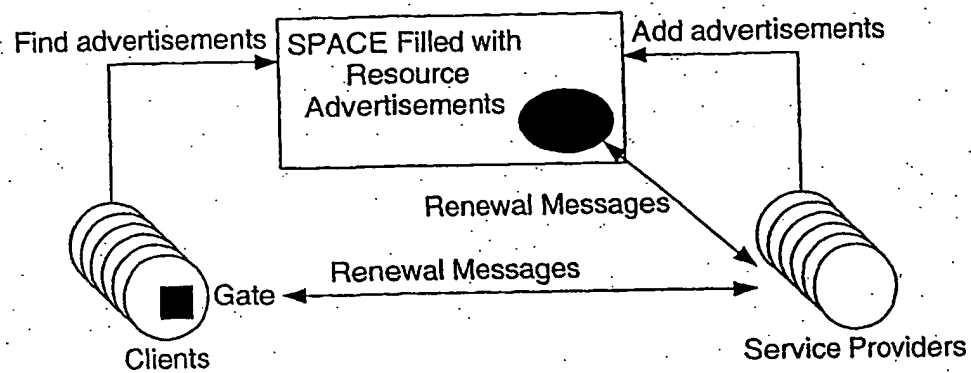 Find advertisements
SPACE Filled with
Resource
Advertisements
Add advertisements
Renewal Messages
Renewal Messages
Gate
Clients
Service Providers